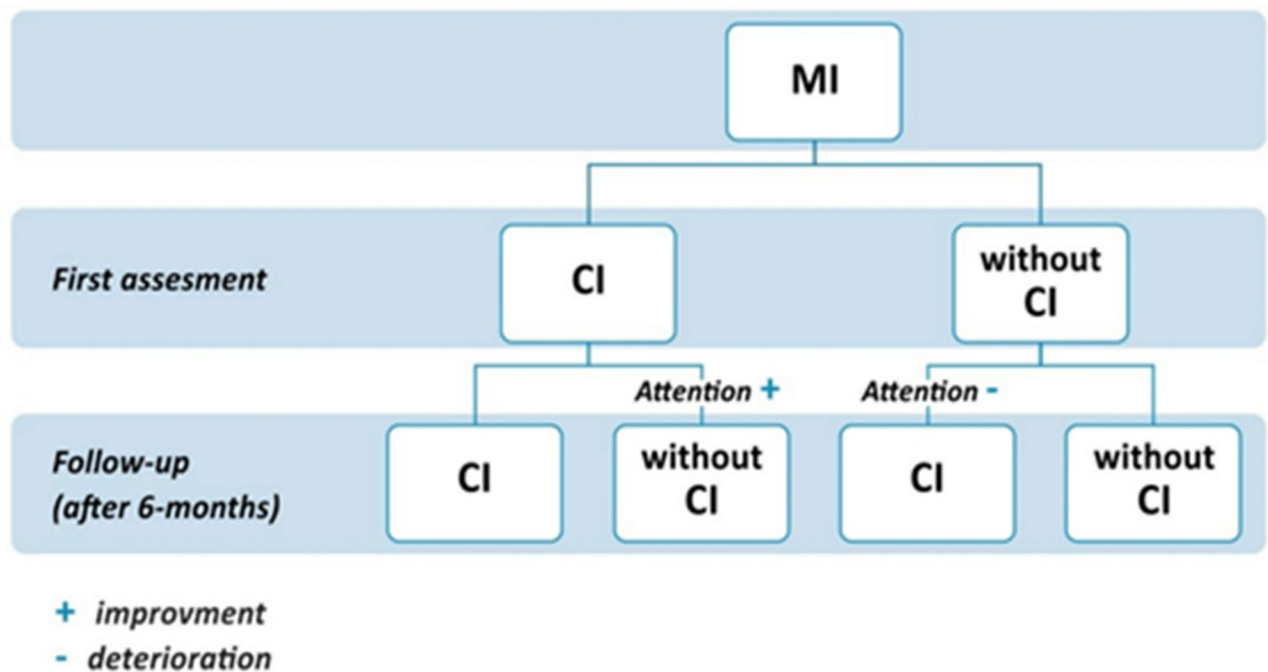 MI
First assesment
CI
without
CI
Attention +
Attention -
Follow-up
(after 6-months)
CI
without
CI
CI
without
CI
+ improvment
- deterioration